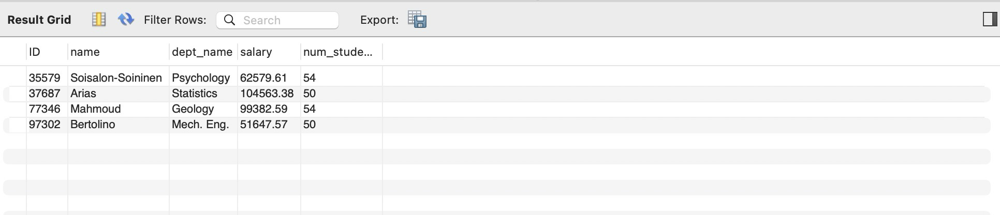 Result Grid Filter Rows: Search Export:
ID name dept_name salary num_stude...
35579 Soisalon-Soininen Psychology 62579.61 54
37687 Arias Statistics 104563.38 50
77346 Mahmoud Geology 99382.59 54
97302 Bertolino Mech. Eng. 51647.57 50